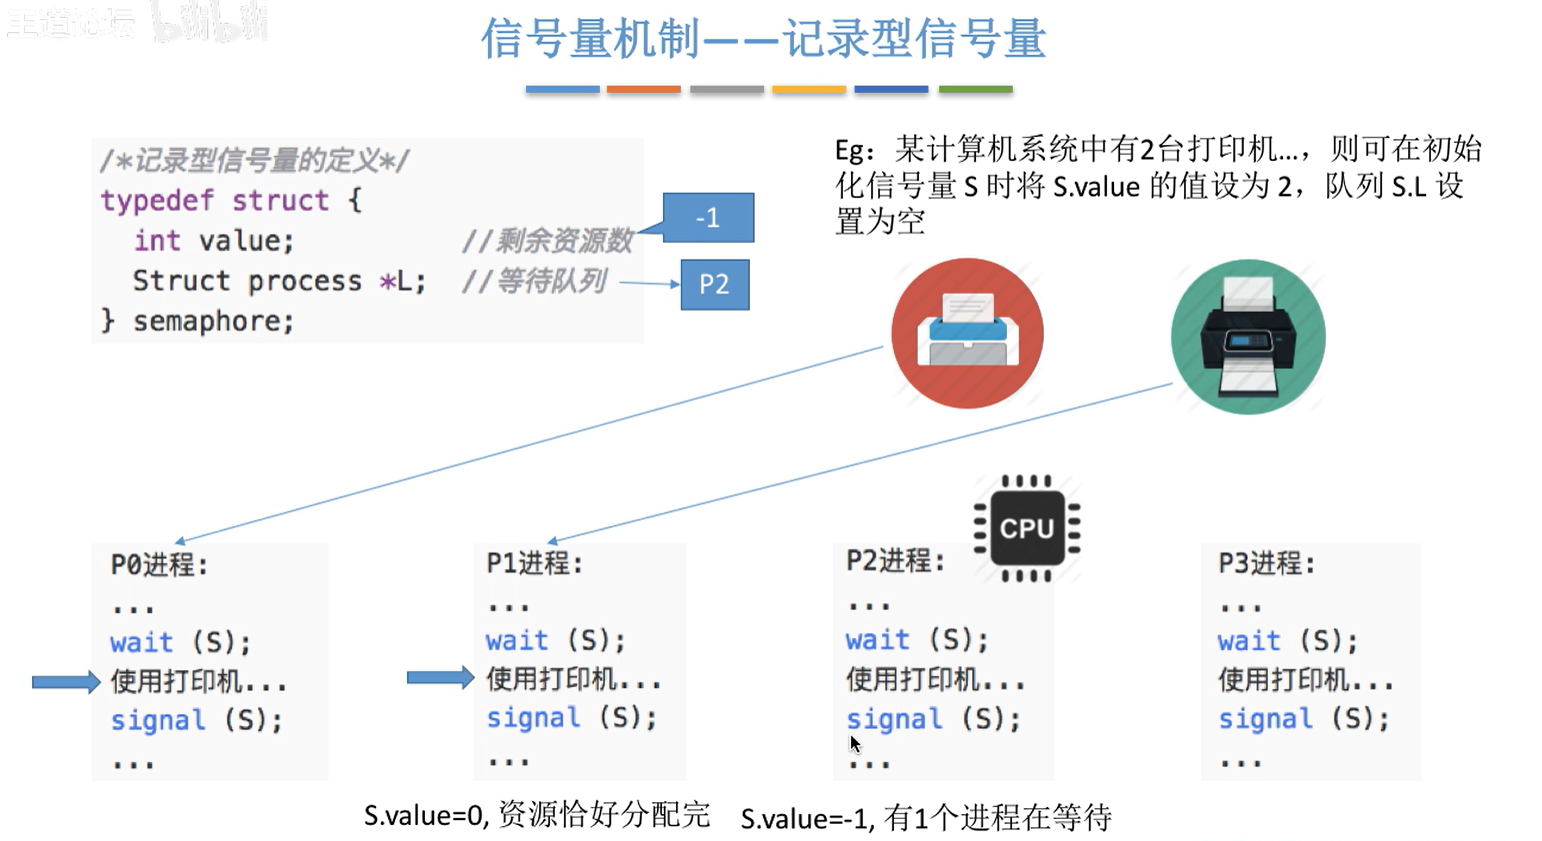 王道论坛 bilibili
信号量机制——记录型信号量
/*记录型信号量的定义*/
typedef struct {
int value; //剩余资源数
Struct process *L; //等待队列
} semaphore;
-1
P2
Eg：某计算机系统中有2台打印机...，则可在初始
化信号量 S 时将 S.value 的值设为 2，队列 S.L 设
置为空
CPU
P0进程:
...
wait (S);
使用打印机...
signal (S);
...
P1进程:
...
wait (S);
使用打印机...
signal (S);
...
P2进程:
...
wait (S);
使用打印机...
signal (S);
...
P3进程:
...
wait (S);
使用打印机...
signal (S);
...
S.value=0, 资源恰好分配完
S.value=-1, 有1个进程在等待